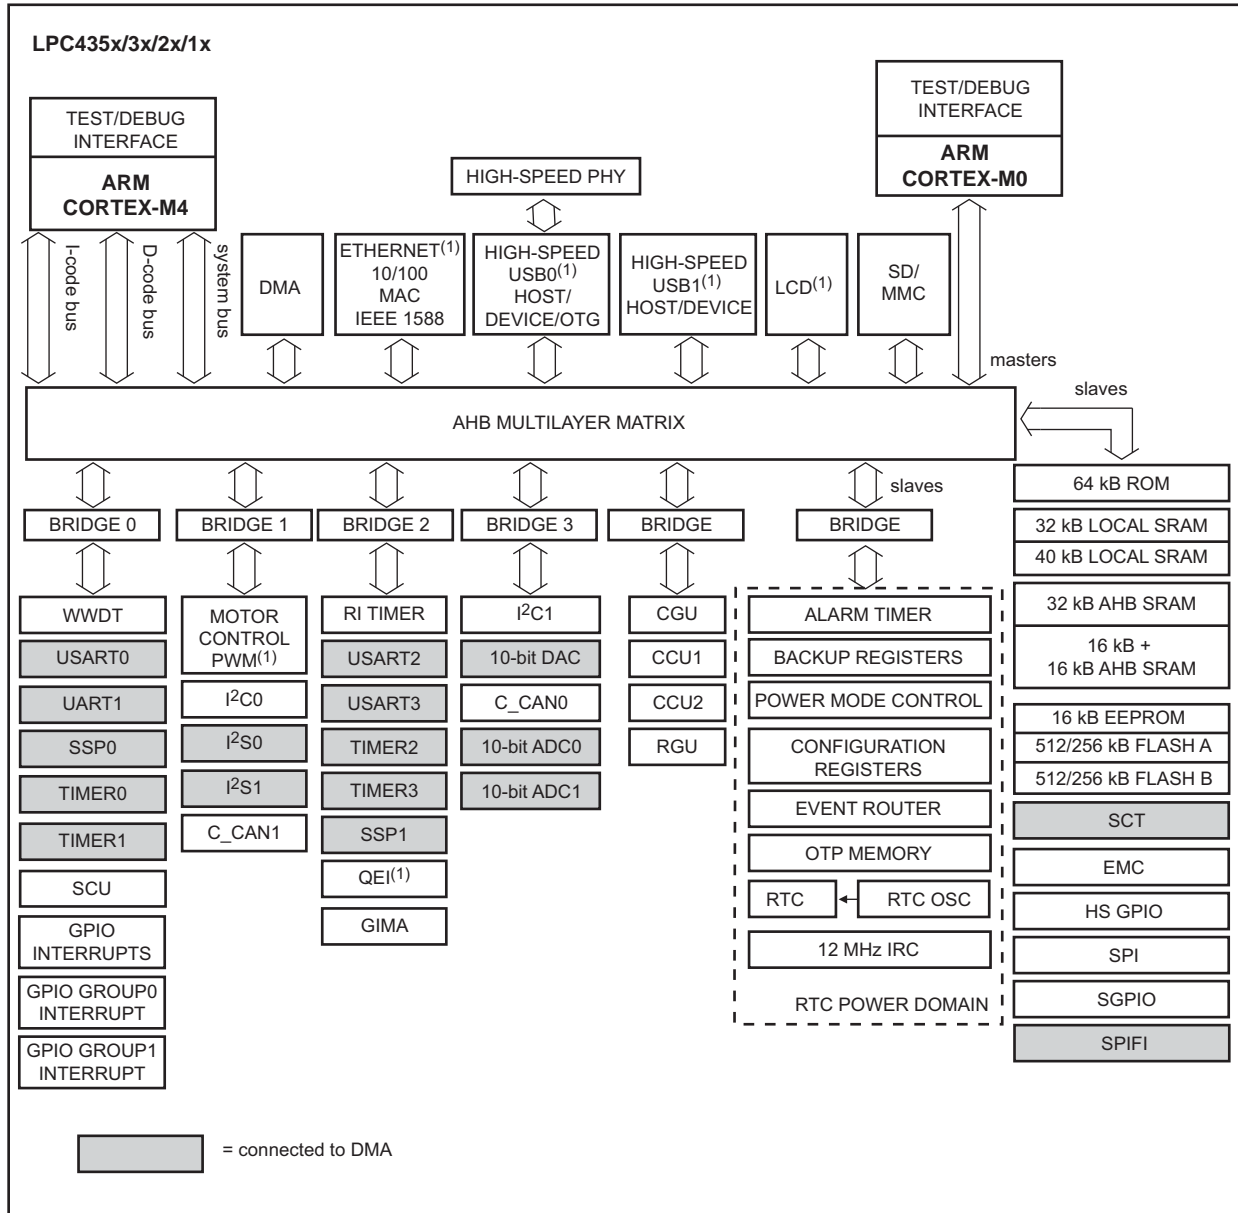 LPC435x/3x/2x/1x
TEST/DEBUG
INTERFACE
ARM
CORTEX-M4
TEST/DEBUG
INTERFACE
ARM
CORTEX-M0
HIGH-SPEED PHY
I-code bus
D-code bus
system bus
DMA
ETHERNET(1)
10/100
MAC
IEEE 1588
HIGH-SPEED
USB0(1)
HOST/
DEVICE/OTG
HIGH-SPEED
USB1(1)
HOST/DEVICE
LCD(1)
SD/
MMC
masters
slaves
AHB MULTILAYER MATRIX
slaves
BRIDGE 0
BRIDGE 1
BRIDGE 2
BRIDGE 3
BRIDGE
BRIDGE
WWDT
USART0
UART1
SSP0
TIMER0
TIMER1
SCU
GPIO
INTERRUPTS
GPIO GROUP0
INTERRUPT
GPIO GROUP1
INTERRUPT
MOTOR
CONTROL
PWM(1)
I2C0
I2S0
I2S1
C_CAN1
RI TIMER
USART2
USART3
TIMER2
TIMER3
SSP1
QEI(1)
GIMA
I2C1
10-bit DAC
C_CAN0
10-bit ADC0
10-bit ADC1
CGU
CCU1
CCU2
RGU
ALARM TIMER
BACKUP REGISTERS
POWER MODE CONTROL
CONFIGURATION
REGISTERS
EVENT ROUTER
OTP MEMORY
RTC
RTC OSC
12 MHz IRC
RTC POWER DOMAIN
64 kB ROM
32 kB LOCAL SRAM
40 kB LOCAL SRAM
32 kB AHB SRAM
16 kB +
16 kB AHB SRAM
16 kB EEPROM
512/256 kB FLASH A
512/256 kB FLASH B
SCT
EMC
HS GPIO
SPI
SGPIO
SPIFI
= connected to DMA